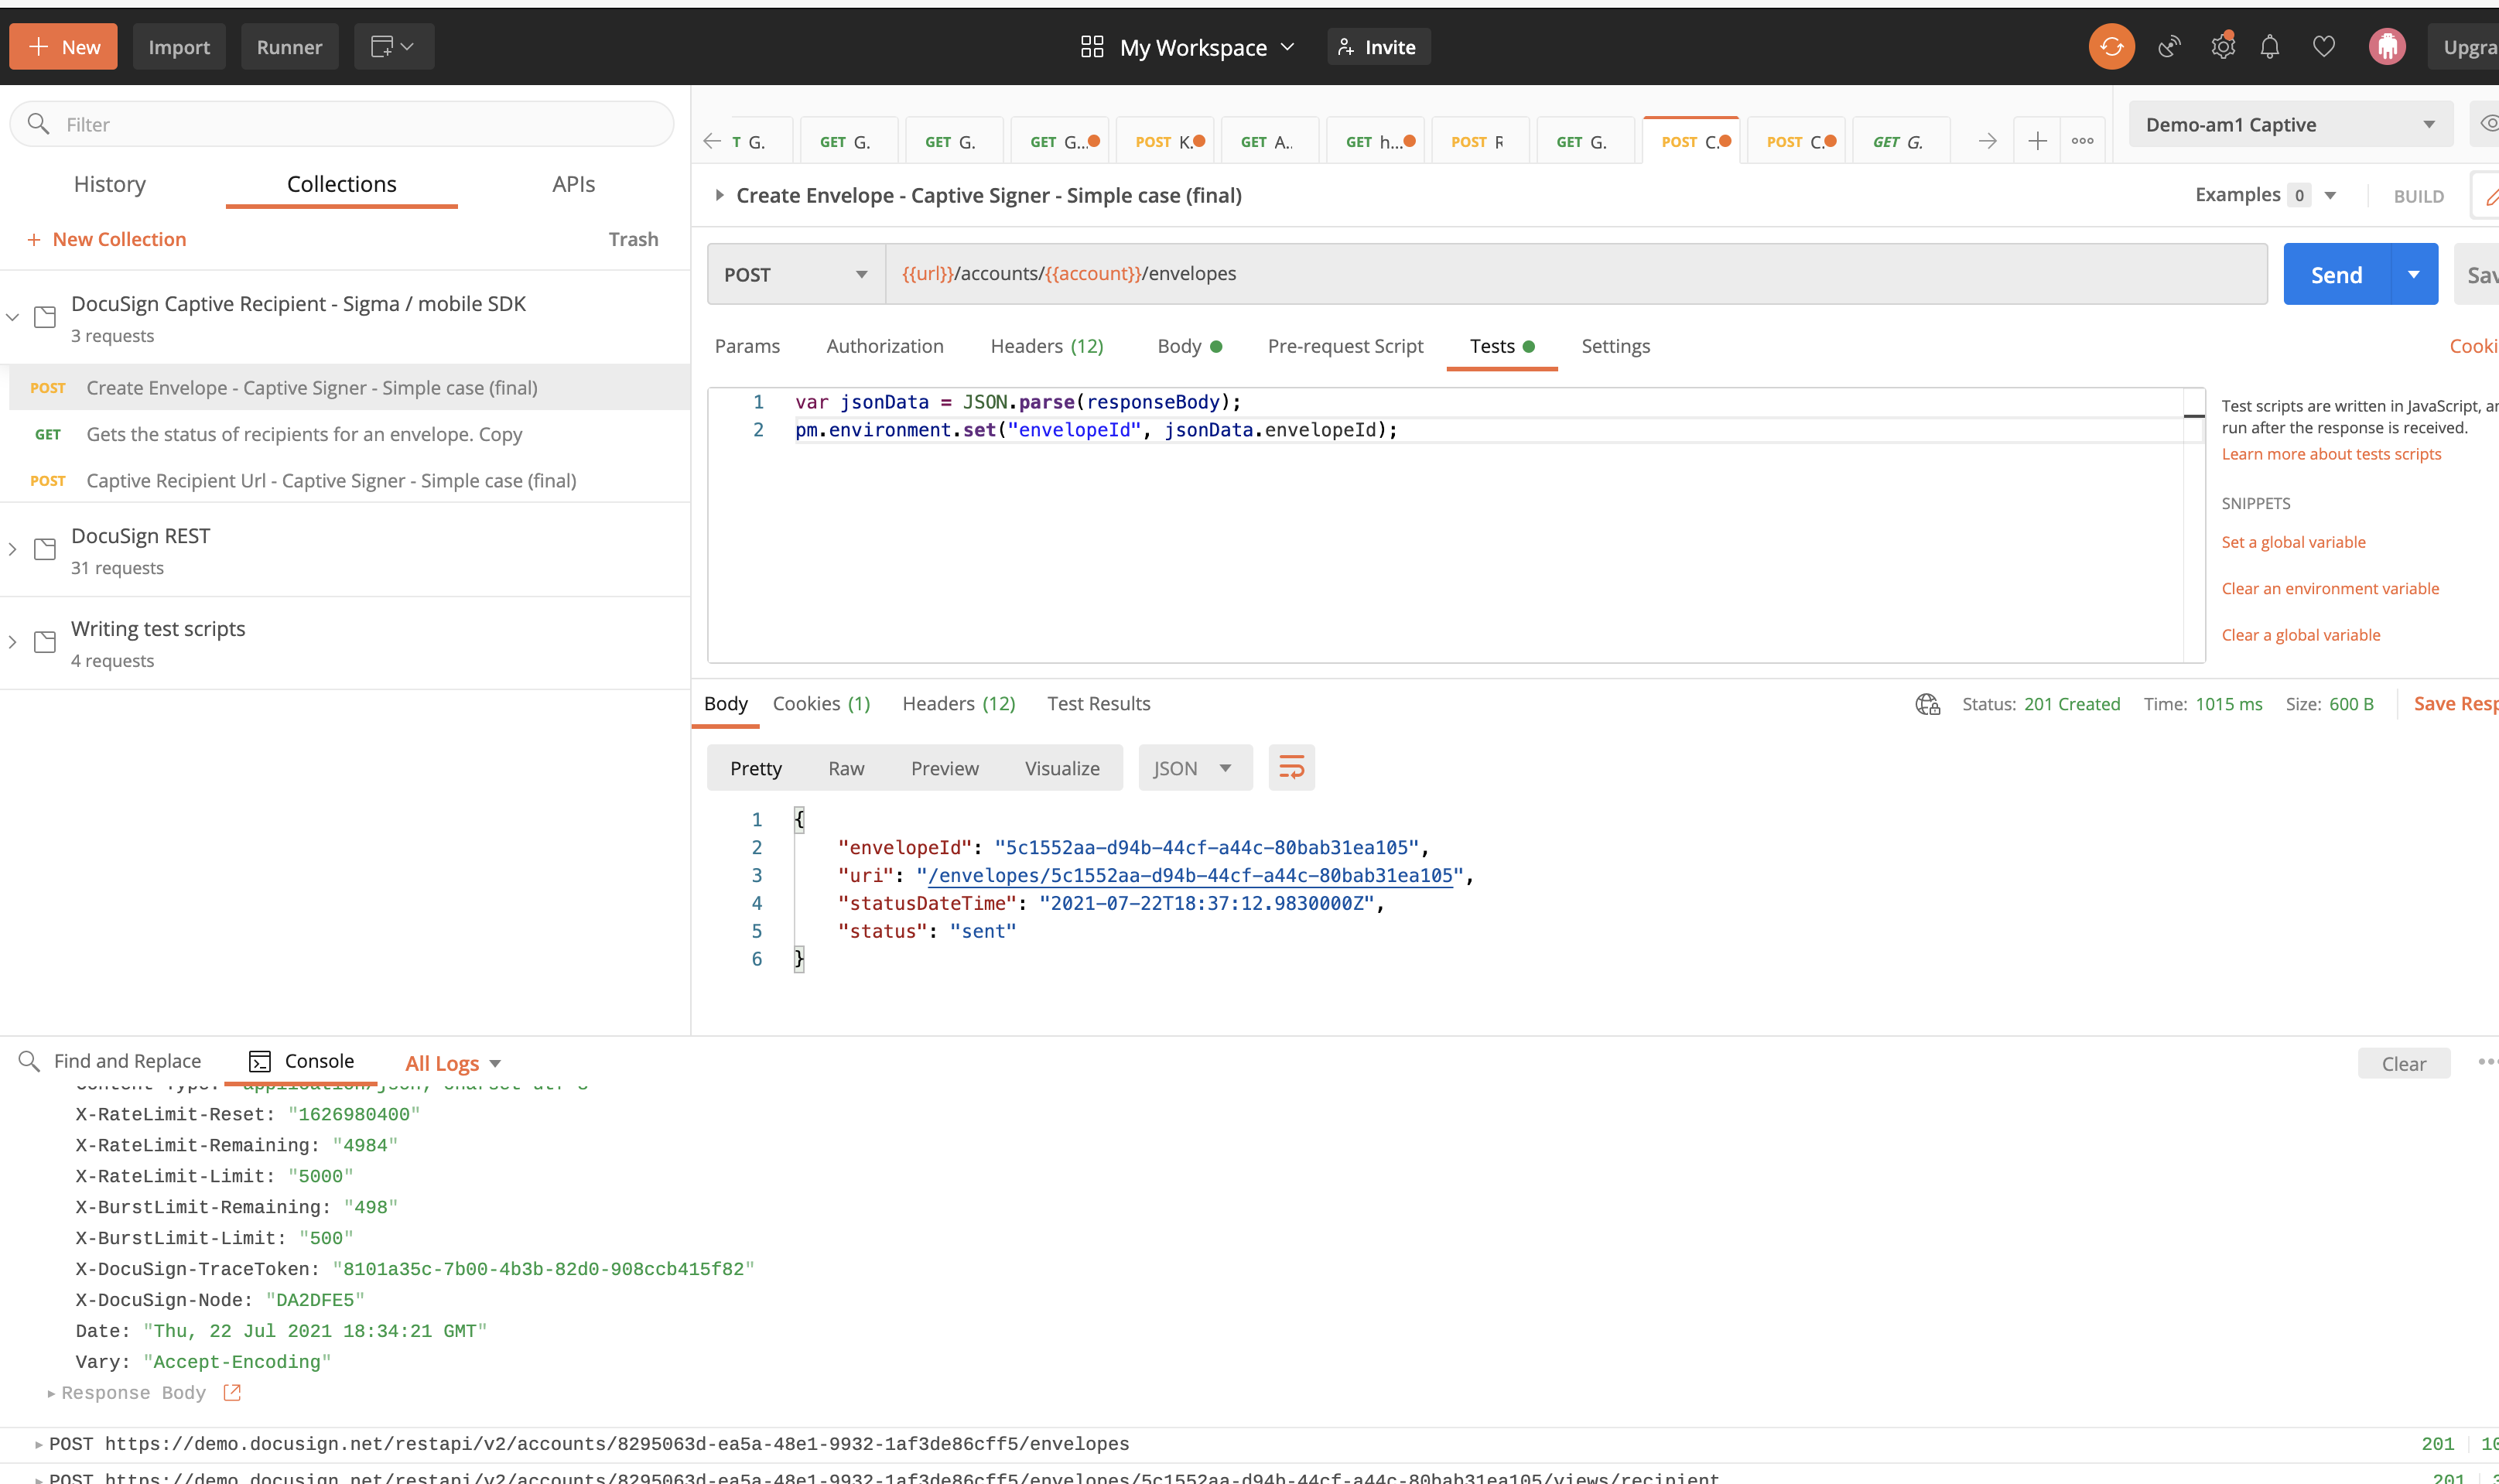 New
Import
Runner
My Workspace
Invite
Filter
History
Collections
APIs
New Collection
Trash
DocuSign Captive Recipient - Sigma / mobile SDK
3 requests
POST Create Envelope - Captive Signer - Simple case (final)
GET Gets the status of recipients for an envelope. Copy
POST Captive Recipient Url - Captive Signer - Simple case (final)
DocuSign REST
31 requests
Writing test scripts
4 requests
T G.
GET G.
GET G.
GET G...
POST K.
GET A..
GET h...
POST
GET G.
POST C.
POST C.
GET G.
Demo-am1 Captive
Create Envelope - Captive Signer - Simple case (final)
Examples 0
BUILD
POST
{{url}}/accounts/{{account}}/envelopes
Send
Sav
Params
Authorization
Headers (12)
Body
Pre-request Script
Tests
Settings
Cooki
1 var jsonData = JSON.parse(responseBody);
2 pm.environment.set("envelopeId", jsonData.envelopeId);
Test scripts are written in JavaScript, an
run after the response is received.
Learn more about tests scripts
SNIPPETS
Set a global variable
Clear an environment variable
Clear a global variable
Body
Cookies (1)
Headers (12)
Test Results
Status: 201 Created
Time: 1015 ms
Size: 600 B
Save Resp
Pretty
Raw
Preview
Visualize
JSON
1 {
2 "envelopeId": "5c1552aa-d94b-44cf-a44c-80bab31ea105",
3 "uri": "/envelopes/5c1552aa-d94b-44cf-a44c-80bab31ea105",
4 "statusDateTime": "2021-07-22T18:37:12.9830000Z",
5 "status": "sent"
6 }
Find and Replace
Console
All Logs
Clear
X-RateLimit-Reset: "1626980400"
X-RateLimit-Remaining: "4984"
X-RateLimit-Limit: "5000"
X-BurstLimit-Remaining: "498"
X-BurstLimit-Limit: "500"
X-DocuSign-TraceToken: "8101a35c-7b00-4b3b-82d0-908ccb415f82"
X-DocuSign-Node: "DA2DFE5"
Date: "Thu, 22 Jul 2021 18:34:21 GMT"
Vary: "Accept-Encoding"
Response Body
POST https://demo.docusign.net/restapi/v2/accounts/8295063d-ea5a-48e1-9932-1af3de86cff5/envelopes
201
10
POST https://demo.docusign.net/restapi/v2/accounts/8295063d-ea5a-48e1-9932-1af3de86cff5/envelopes/5c1552aa-d94b-44cf-a44c-80bab31ea105/views/recipient
201